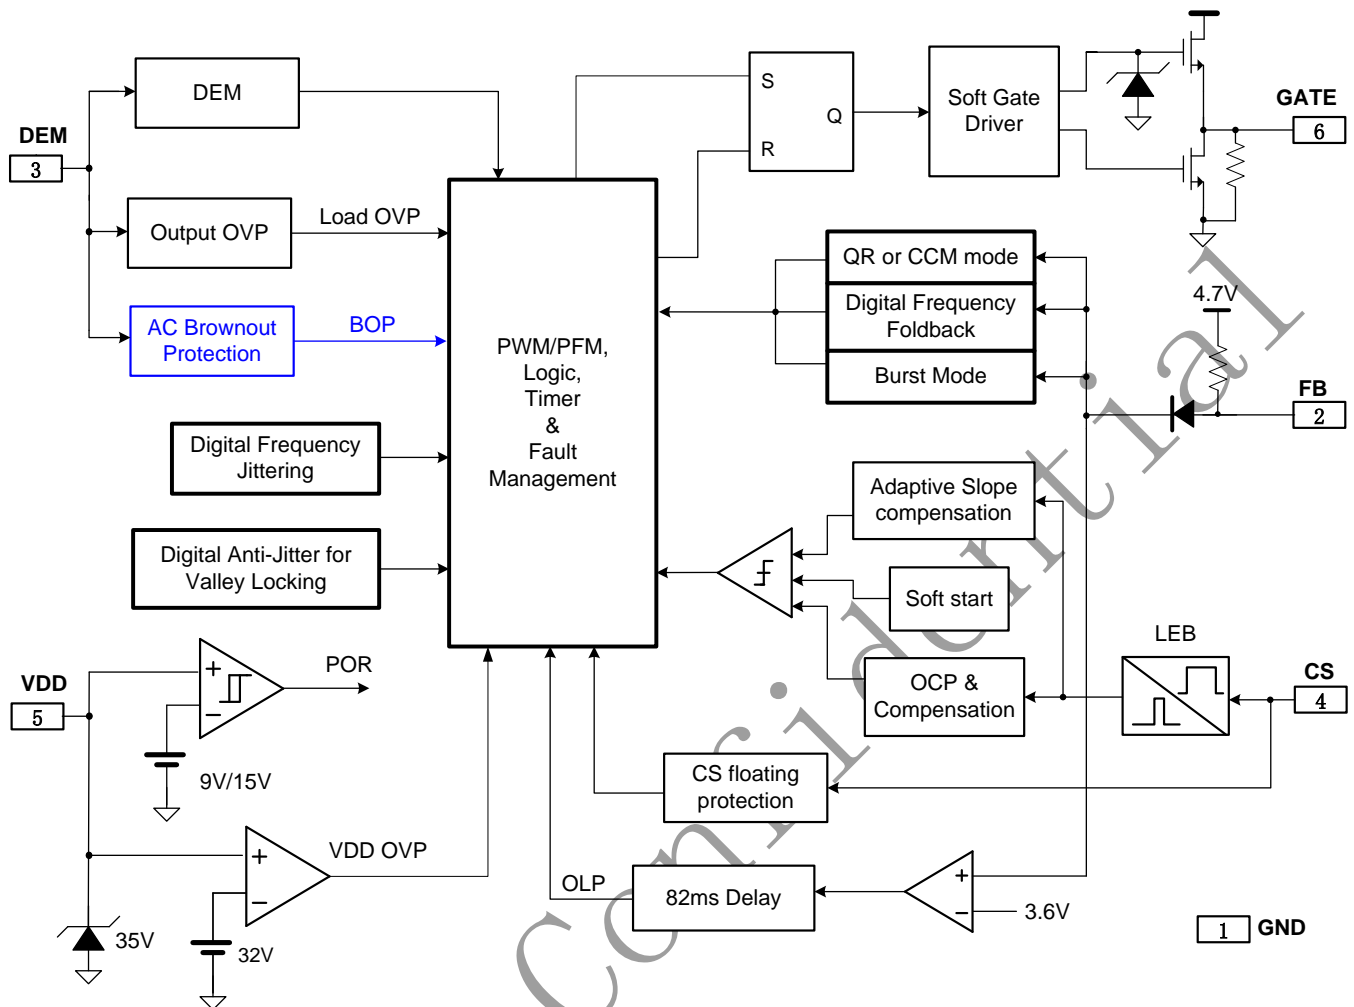 DEM
S
Q
R
Soft Gate
Driver
GATE
6
DEM
3
Output OVP
Load OVP
QR or CCM mode
Digital Frequency
Foldback
Burst Mode
4.7V
AC Brownout
Protection
BOP
PWM/PFM,
Logic,
Timer
&
Fault
Management
FB
2
Digital Frequency
Jittering
Adaptive Slope
compensation
Digital Anti-Jitter for
Valley Locking
Soft start
LEB
OCP &
Compensation
CS
4
VDD
5
+
−
POR
9V/15V
CS floating
protection
+
−
VDD OVP
OLP
82ms Delay
+
−
3.6V
35V
32V
1
GND
Confidential